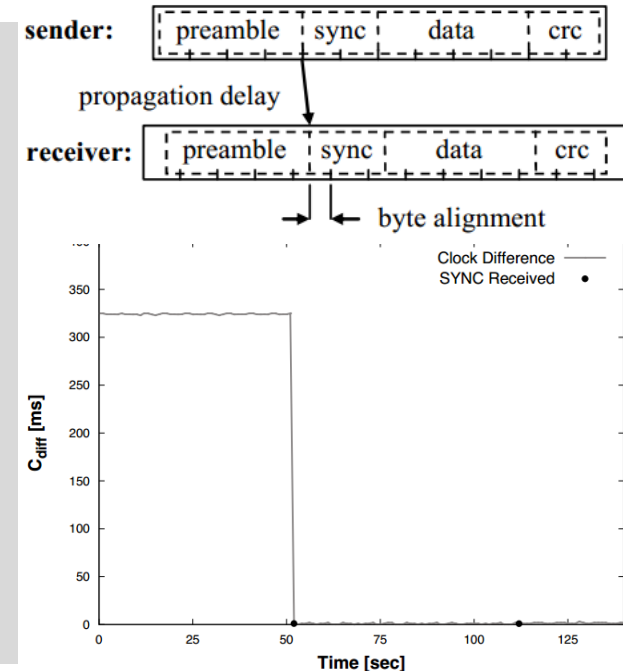 sender: preamble sync data crc
propagation delay
receiver: preamble sync data crc
byte alignment
Clock Difference
SYNC Received
350
300
250
200
150
100
50
0
C_diff [ms]
0 25 50 75 100 125
Time [sec]